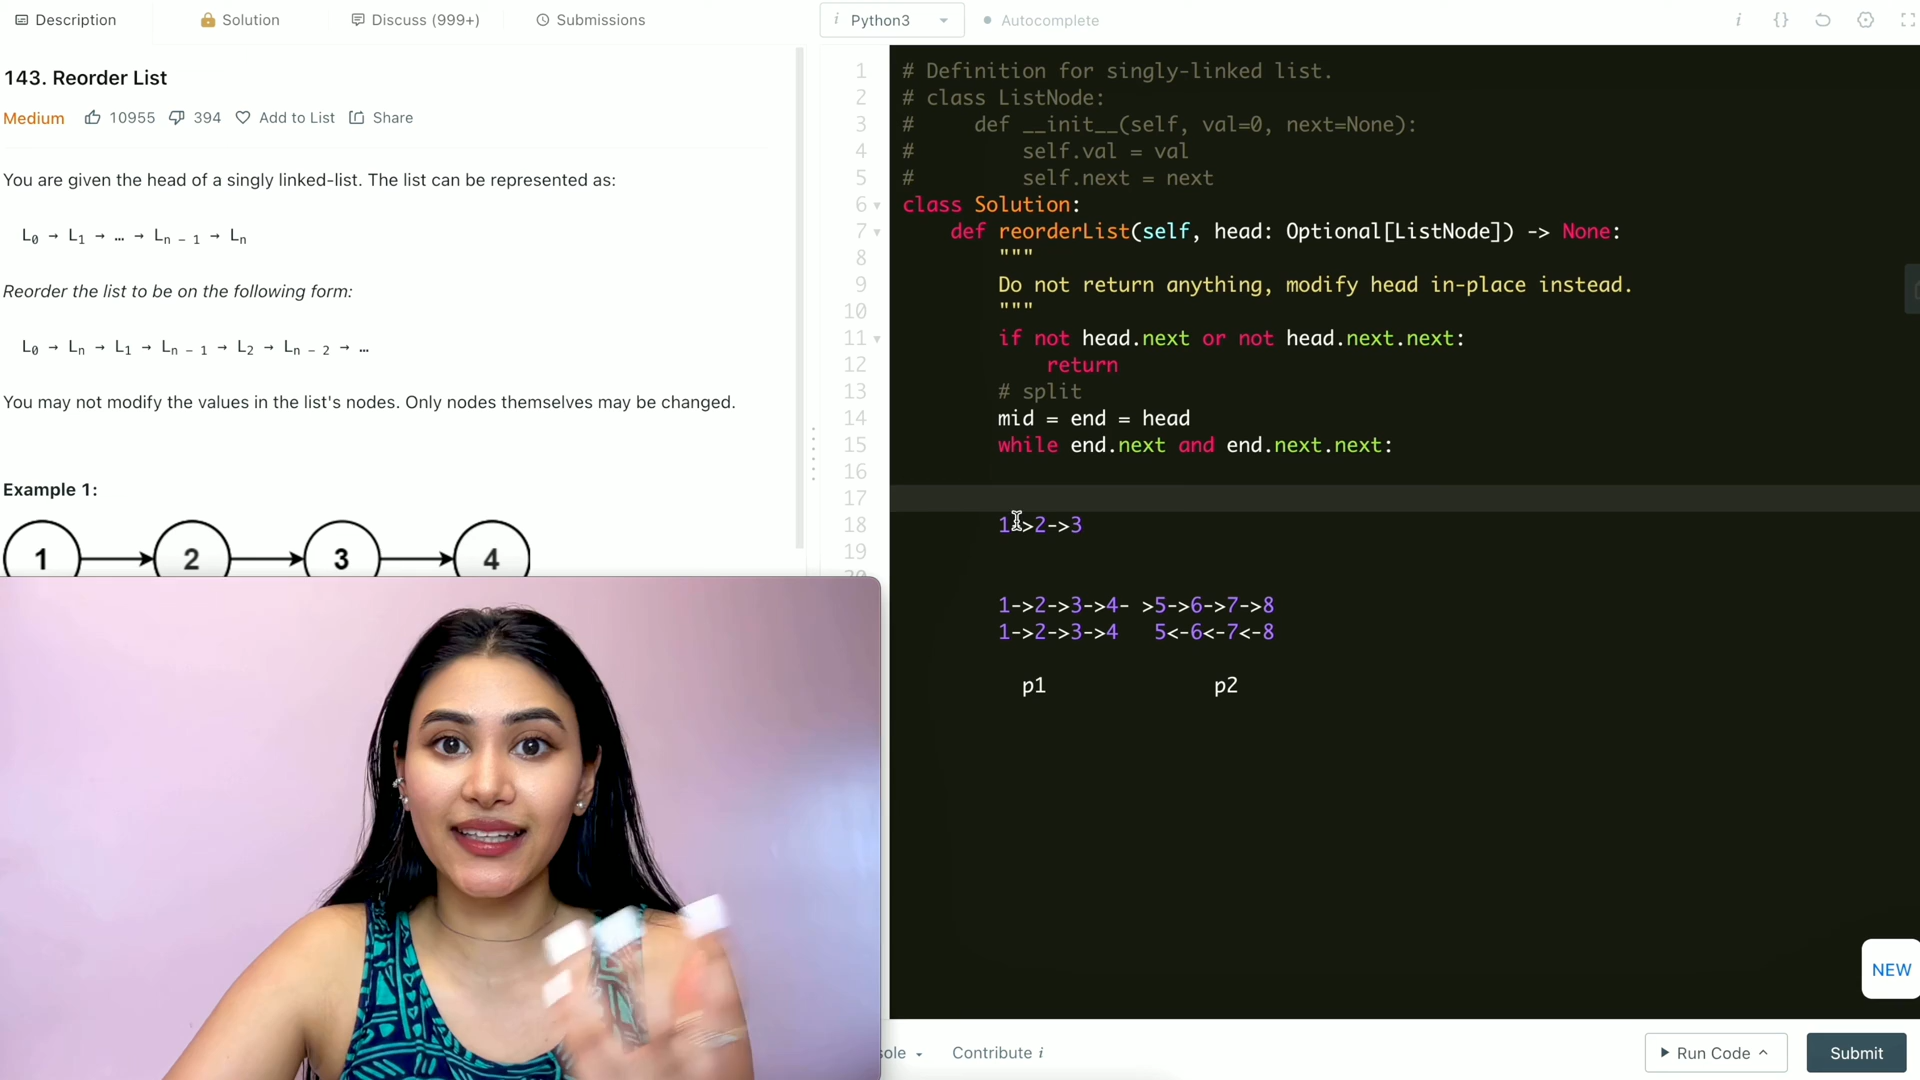 Description
Solution
Discuss (999+)
Submissions
i Python3
Autocomplete
i {}
143. Reorder List
Medium 10955 394 Add to List Share
You are given the head of a singly linked-list. The list can be represented as:
L0 → L1 → … → Ln - 1 → Ln
Reorder the list to be on the following form:
L0 → Ln → L1 → Ln - 1 → L2 → Ln - 2 → …
You may not modify the values in the list's nodes. Only nodes themselves may be changed.
Example 1:
1 2 3 4
1 # Definition for singly-linked list.
2 # class ListNode:
3 #     def __init__(self, val=0, next=None):
4 #         self.val = val
5 #         self.next = next
6 class Solution:
7     def reorderList(self, head: Optional[ListNode]) -> None:
8         """
9         Do not return anything, modify head in-place instead.
10         """
11         if not head.next or not head.next.next:
12             return
13         # split
14         mid = end = head
15         while end.next and end.next.next:
16
17
18         1->2->3
19
20
1->2->3->4- >5->6->7->8
1->2->3->4   5<-6<-7<-8
p1 p2
NEW
sole Contribute i
Run Code
Submit